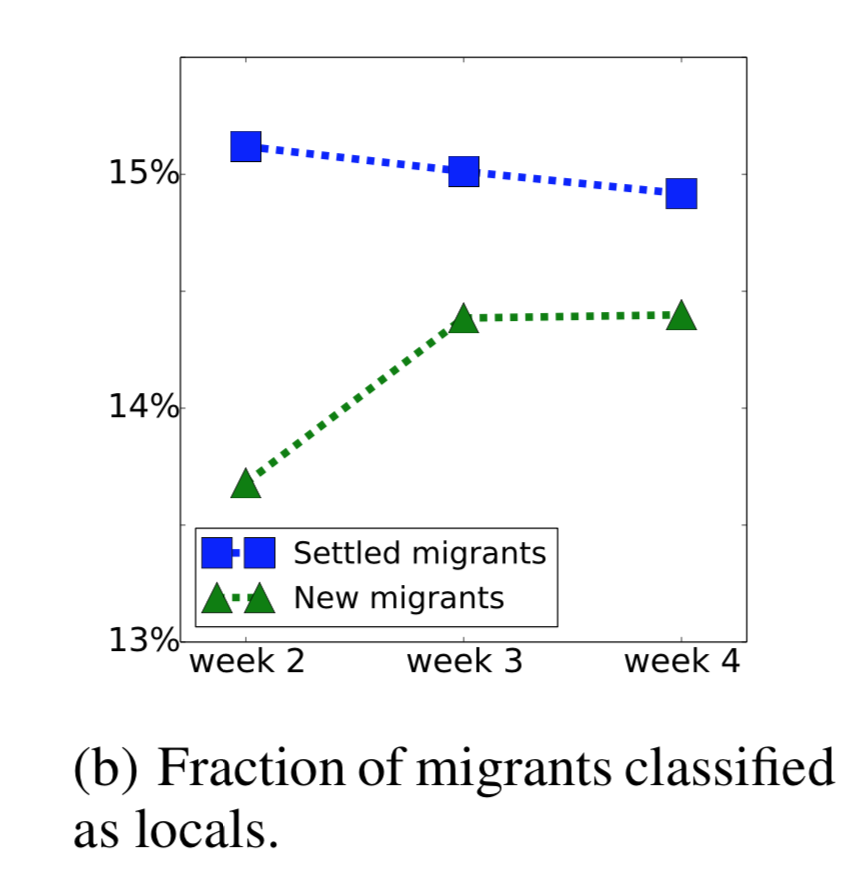 15%
14%
13%
Settled migrants
New migrants
week 2 week 3 week 4
(b) Fraction of migrants classified
as locals.